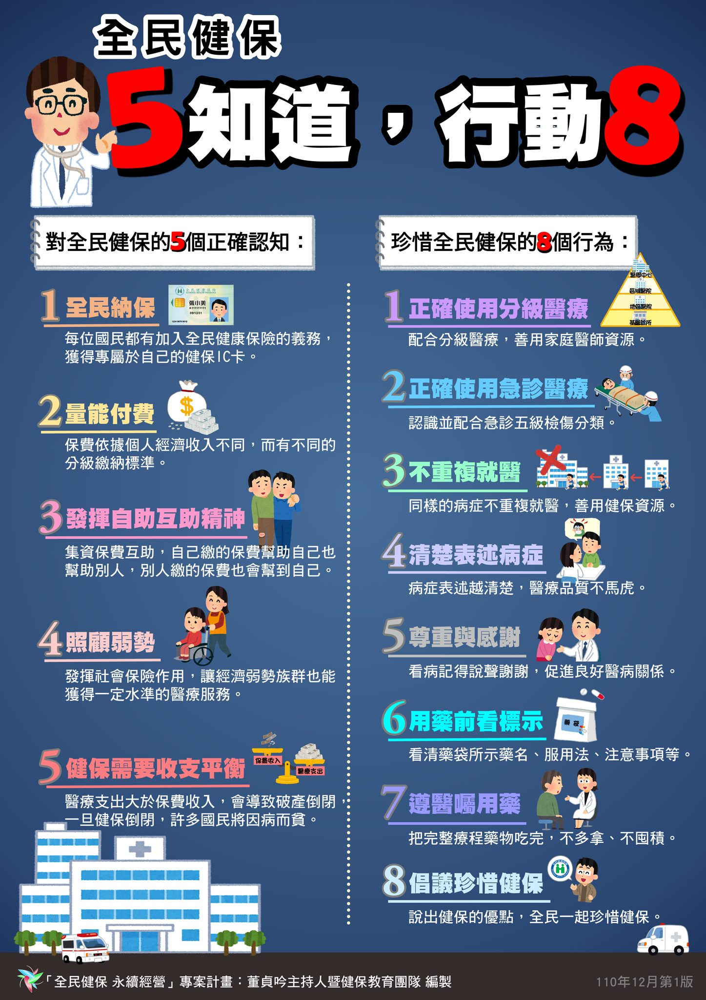 全民健保
5知道，行動8
對全民健保的5個正確認知：
1 全民納保
全民健康保險
NATIONAL HEALTH INSURANCE
張小美
A111111111
89/12/31
1234 5678 9012
每位國民都有加入全民健康保險的義務，
獲得專屬於自己的健保IC卡。
2 量能付費
$
保費依據個人經濟收入不同，而有不同的
分級繳納標準。
3 發揮自助互助精神
集資保費互助，自己繳的保費幫助自己也
幫助別人，別人繳的保費也會幫到自己。
4 照顧弱勢
發揮社會保險作用，讓經濟弱勢族群也能
獲得一定水準的醫療服務。
5 健保需要收支平衡
保費收入
醫療支出
醫療支出大於保費收入，會導致破產倒閉，
一旦健保倒閉，許多國民將因病而貧。
珍惜全民健保的8個行為：
醫學中心
區域醫院
地區醫院
基層診所
1 正確使用分級醫療
配合分級醫療，善用家庭醫師資源。
2 正確使用急診醫療
認識並配合急診五級檢傷分類。
3 不重複就醫
同樣的病症不重複就醫，善用健保資源。
4 清楚表述病症
病症表述越清楚，醫療品質不馬虎。
5 尊重與感謝
看病記得說聲謝謝，促進良好醫病關係。
6 用藥前看標示
藥袋
看清藥袋所示藥名、服用法、注意事項等。
7 遵醫囑用藥
把完整療程藥物吃完，不多拿、不囤積。
8 倡議珍惜健保
說出健保的優點，全民一起珍惜健保。
「全民健保 永續經營」專案計畫：董貞吟主持人暨健保教育團隊 編製
110年12月第1版